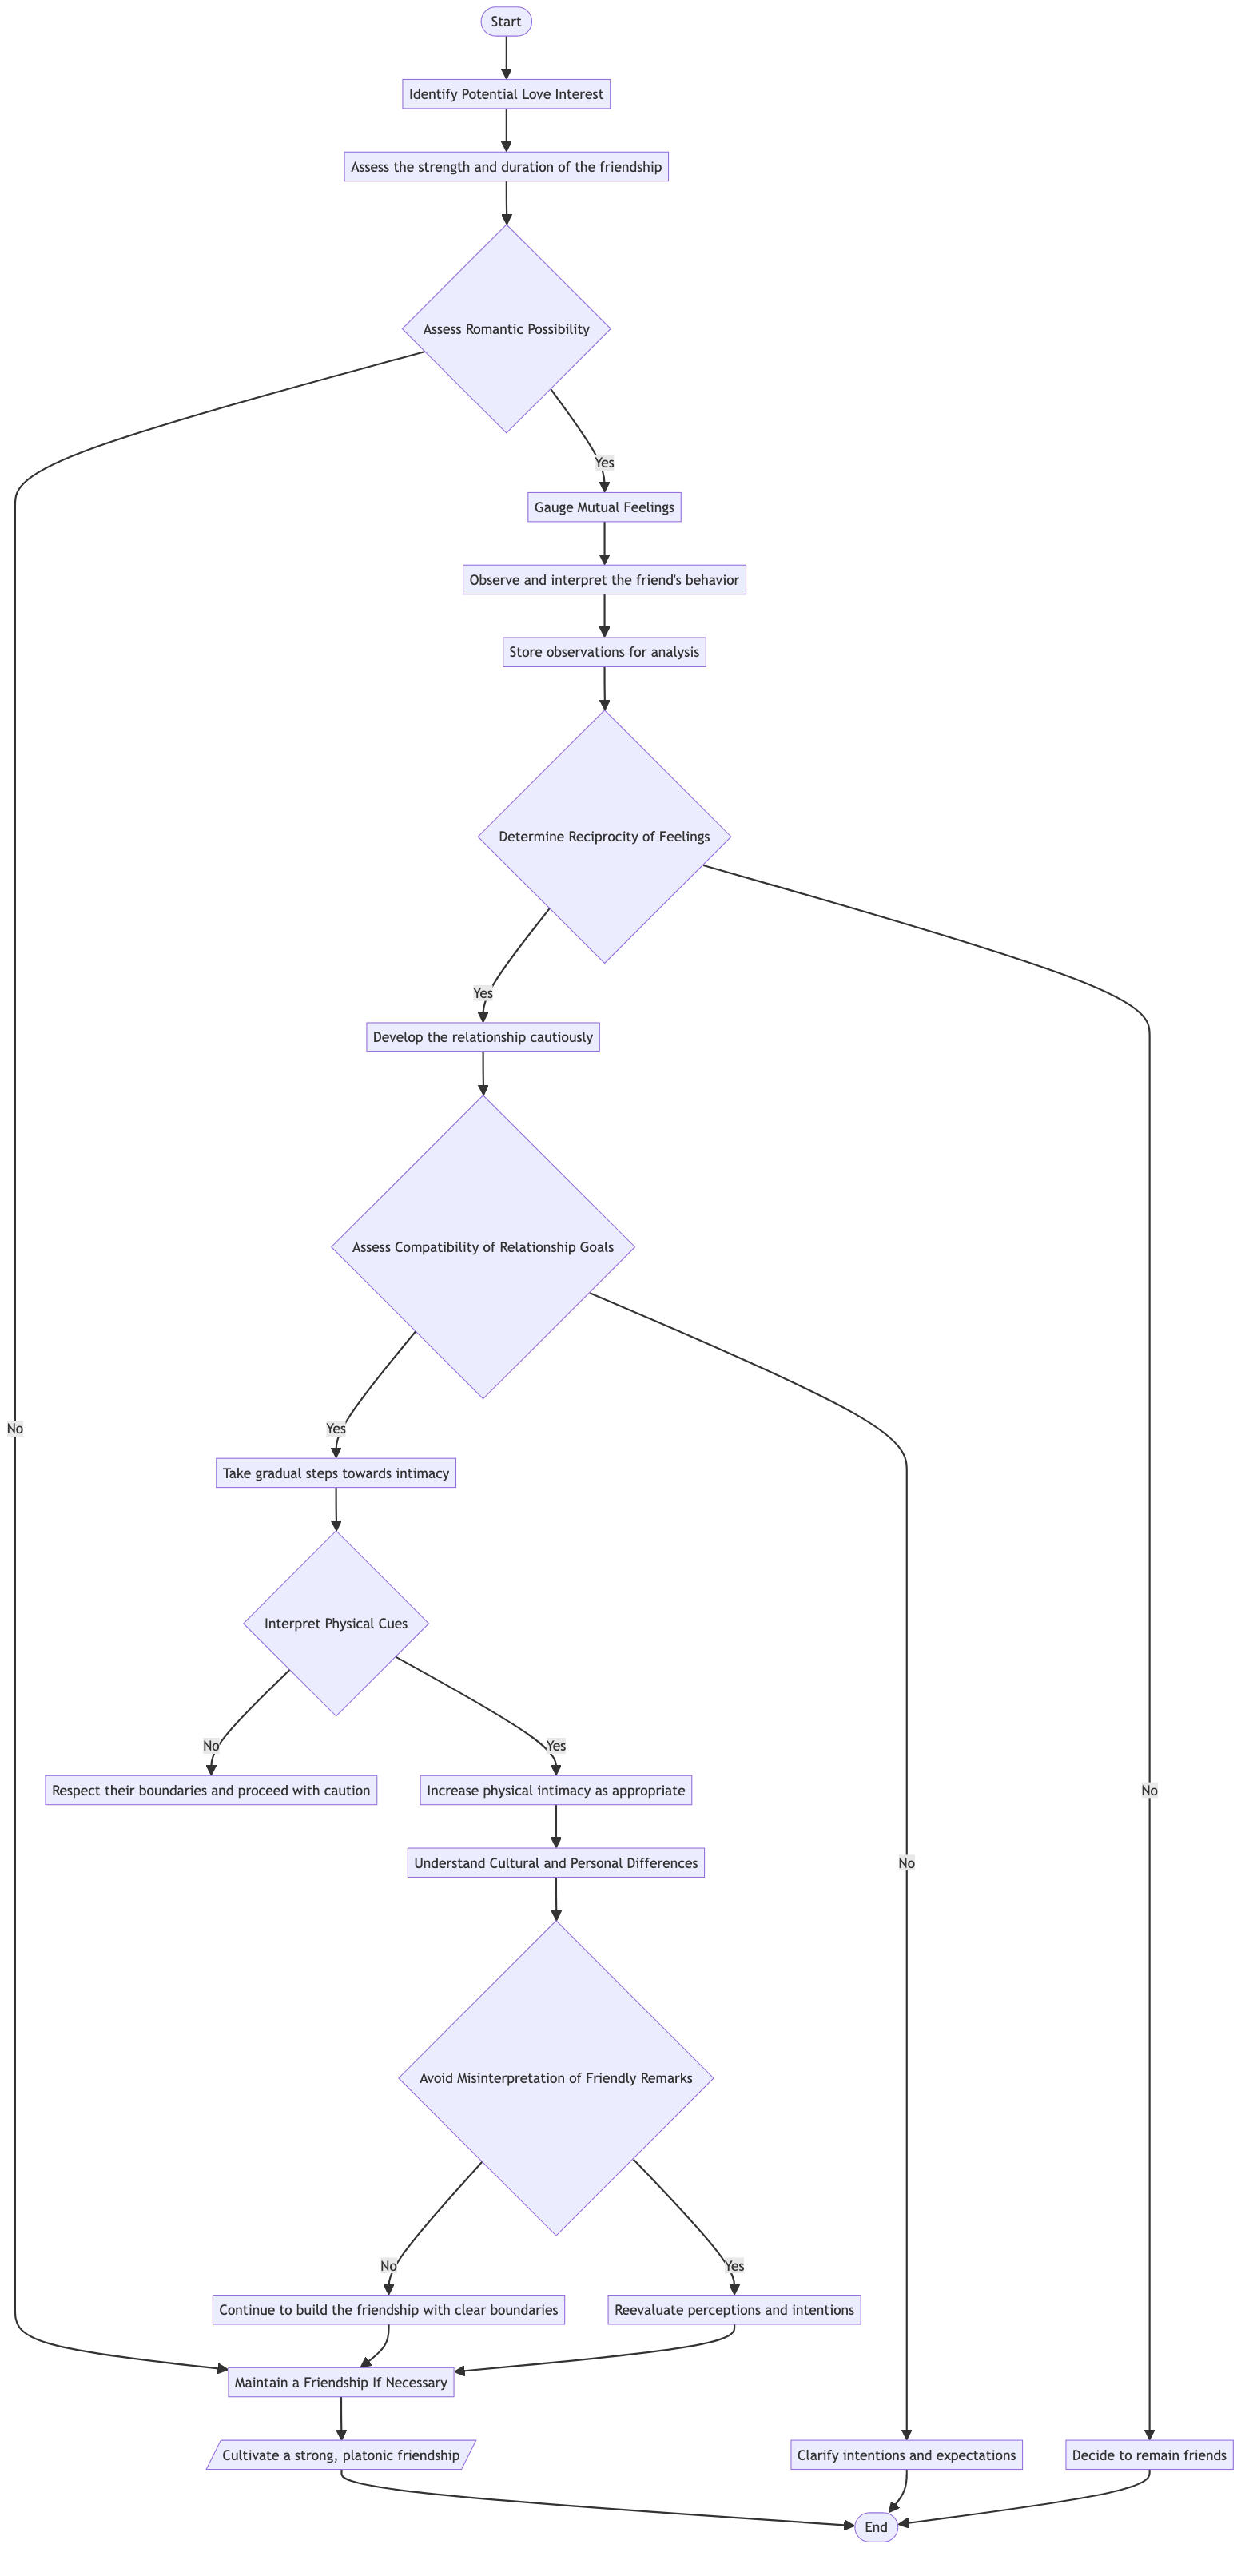 Start
Identify Potential Love Interest
Assess the strength and duration of the friendship
Assess Romantic Possibility
Yes
Gauge Mutual Feelings
Observe and interpret the friend's behavior
Store observations for analysis
Determine Reciprocity of Feelings
Yes
Develop the relationship cautiously
Assess Compatibility of Relationship Goals
No
Yes
Take gradual steps towards intimacy
Interpret Physical Cues
No
Yes
Respect their boundaries and proceed with caution
Increase physical intimacy as appropriate
No
Understand Cultural and Personal Differences
No
Avoid Misinterpretation of Friendly Remarks
No
Yes
Continue to build the friendship with clear boundaries
Reevaluate perceptions and intentions
Maintain a Friendship If Necessary
Cultivate a strong, platonic friendship
Clarify intentions and expectations
Decide to remain friends
End